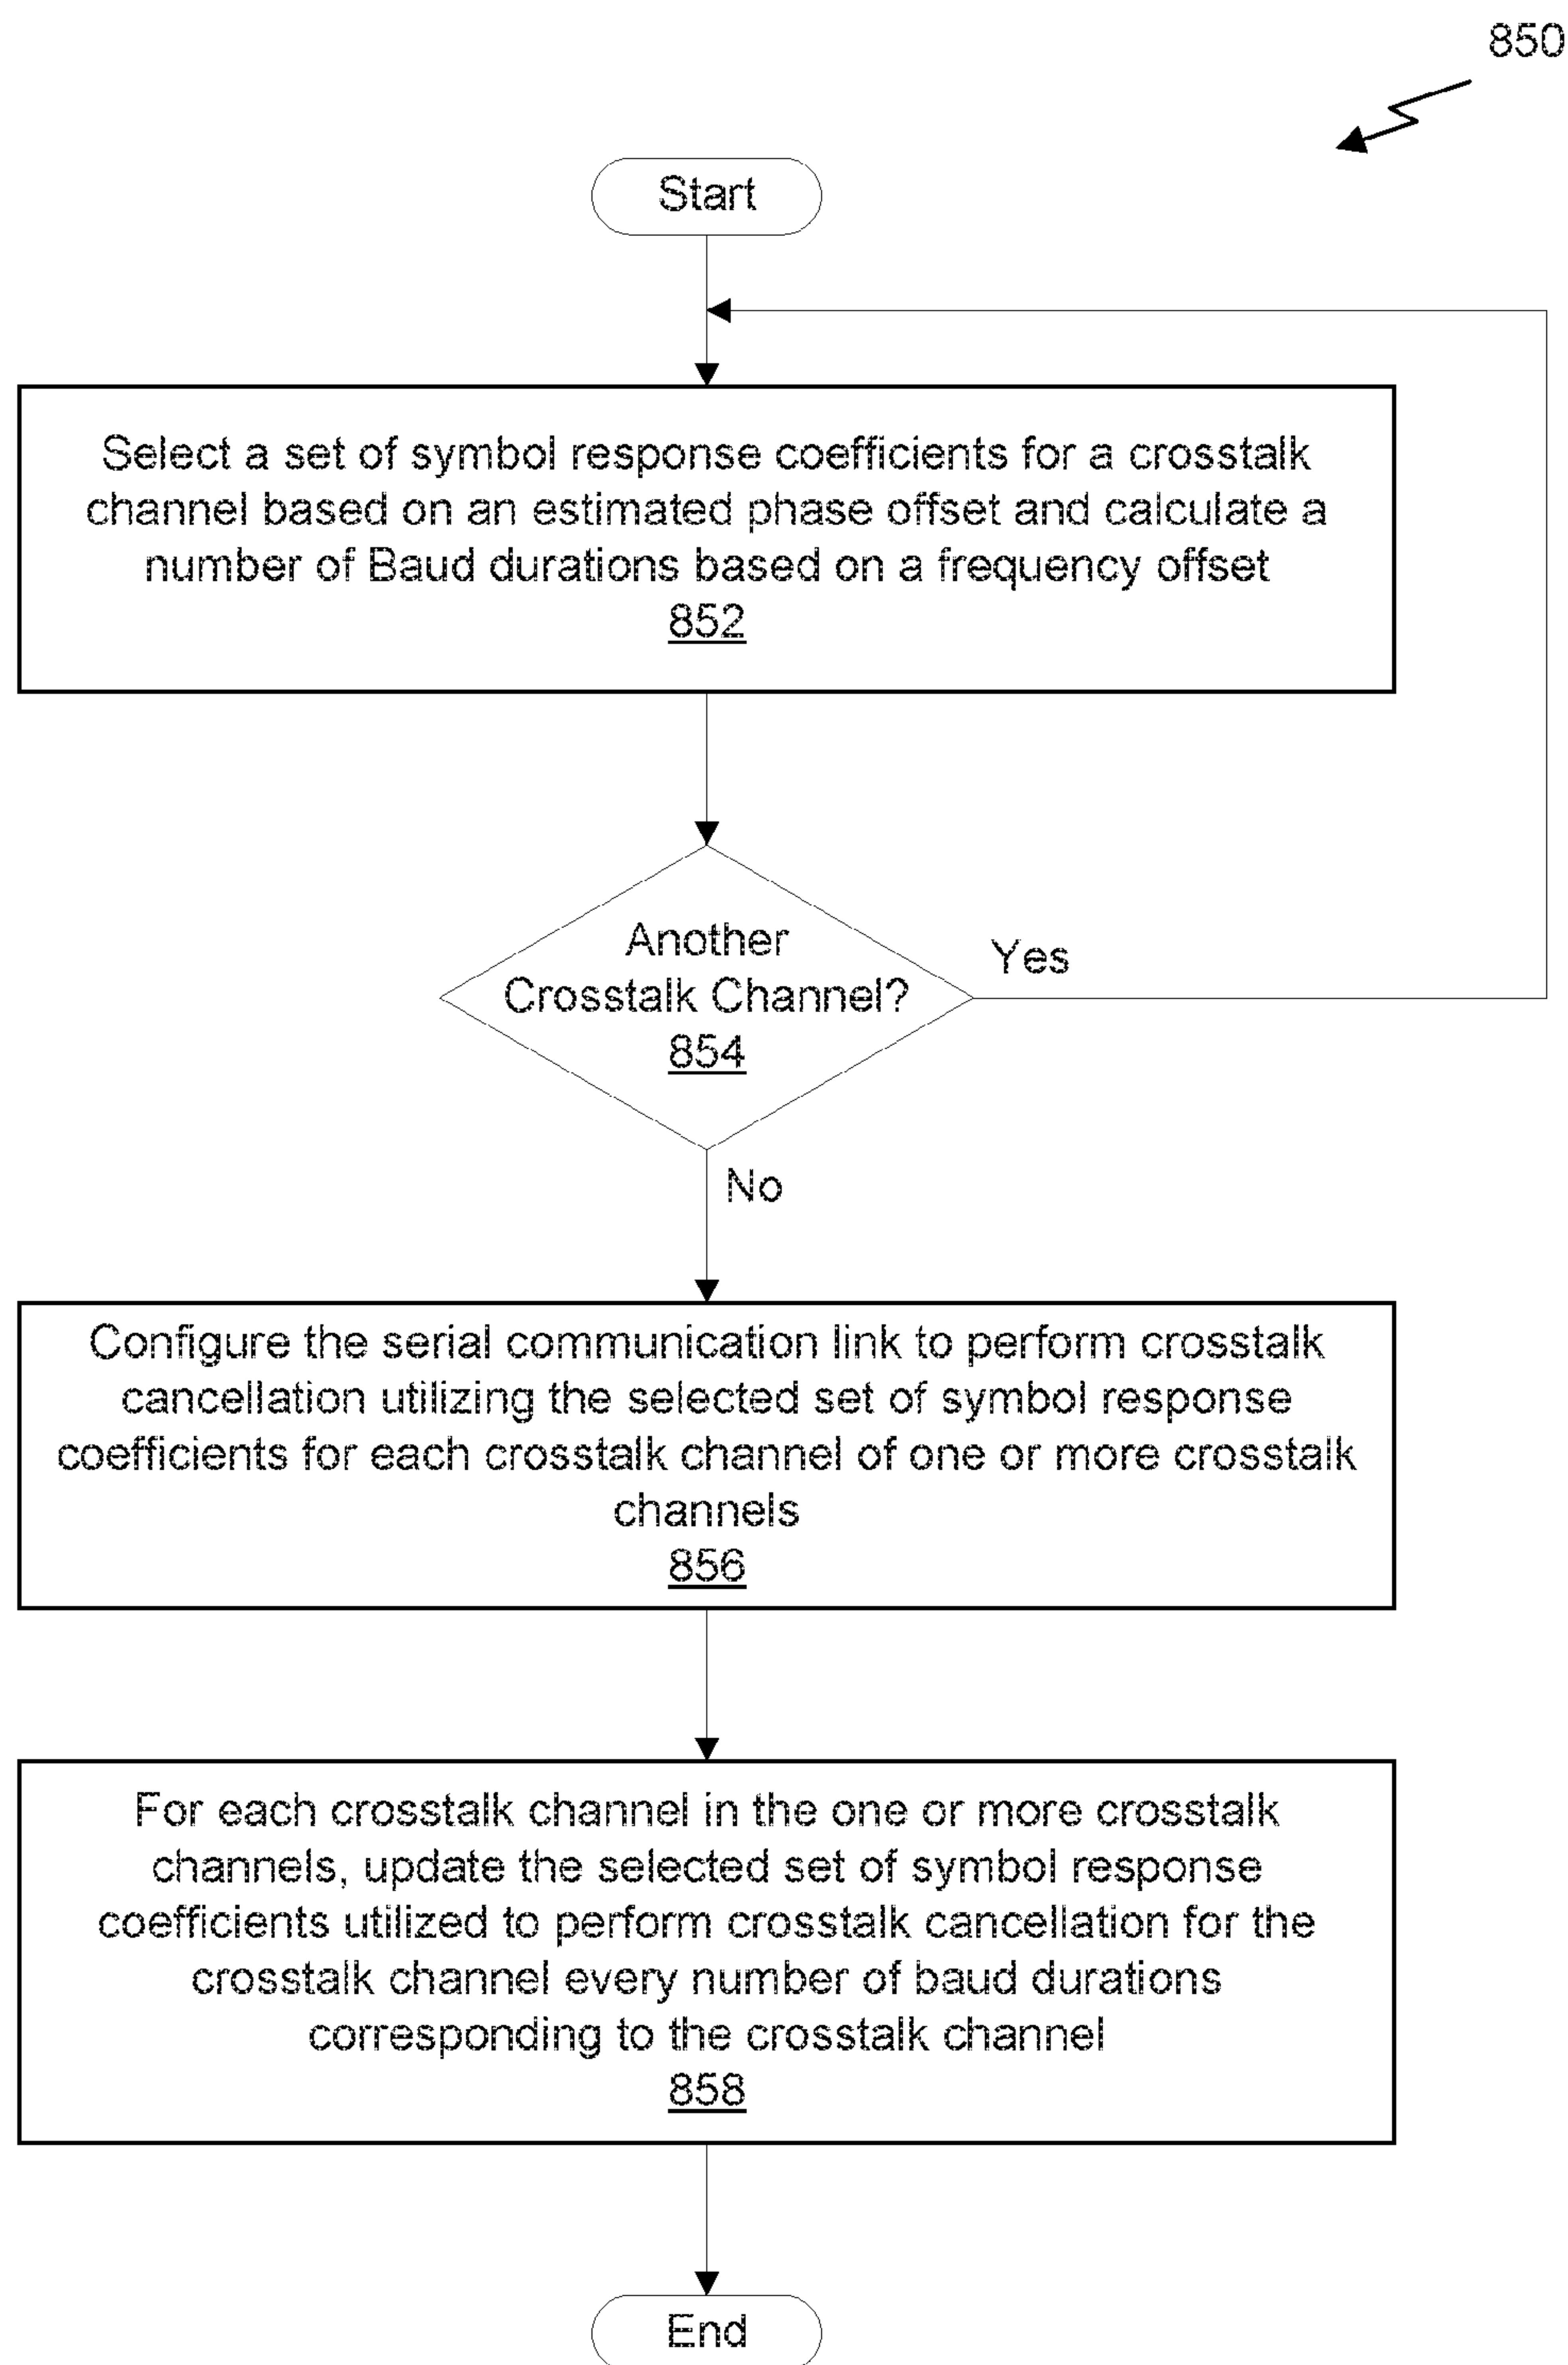 850
Start
Select a set of symbol response coefficients for a crosstalk
channel based on an estimated phase offset and calculate a
number of Baud durations based on a frequency offset
852
Another
Crosstalk Channel?
854
Yes
No
Configure the serial communication link to perform crosstalk
cancellation utilizing the selected set of symbol response
coefficients for each crosstalk channel of one or more crosstalk
channels
856
For each crosstalk channel in the one or more crosstalk
channels, update the selected set of symbol response
coefficients utilized to perform crosstalk cancellation for the
crosstalk channel every number of baud durations
corresponding to the crosstalk channel
858
End